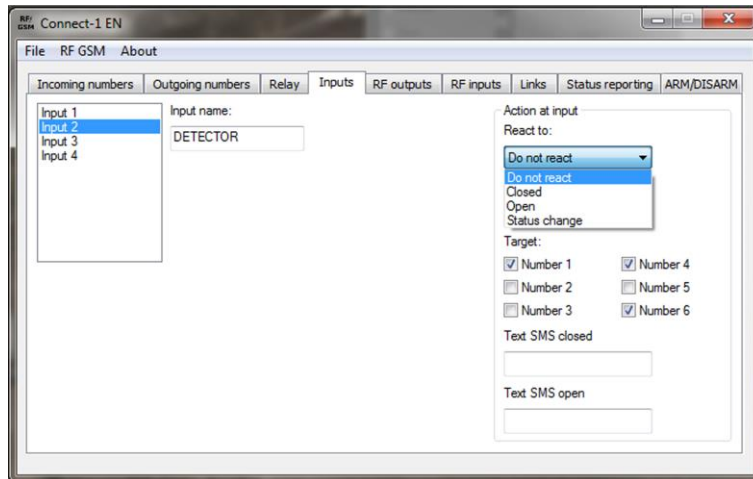 RF/GSM Connect-1 EN
File RF GSM About
Incoming numbers Outgoing numbers Relay Inputs RF outputs RF inputs Links Status reporting ARM/DISARM
Input 1
Input 2
Input 3
Input 4
Input name:
DETECTOR
Action at input
React to:
Do not react
Do not react
Closed
Open
Status change
Target:
Number 1 Number 4
Number 2 Number 5
Number 3 Number 6
Text SMS closed
Text SMS open